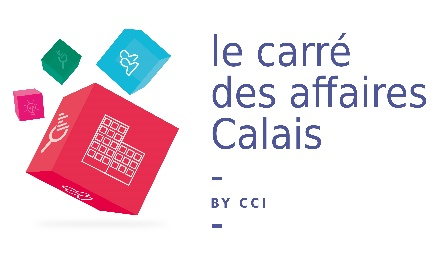 le carré
des affaires
Calais
BY CCI